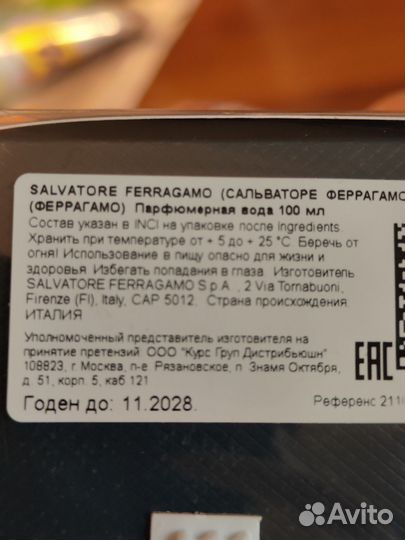 SALVATORE FERRAGAMO (САЛЬВАТОРЕ ФЕРРАГАМО
(ФЕРРАГАМО) Парфюмерная вода 100 мл
Состав указан в INCI на упаковке после ingredients.
Хранить при температуре от + 5 до + 25 °C. Беречь от
огня! Использование в пищу опасно для жизни и
здоровья. Избегать попадания в глаза. Изготовитель
SALVATORE FERRAGAMO S.p.A., 2 Via Tornabuoni,
Firenze (FI), Italy, CAP 5012. Страна происхождения
ИТАЛИЯ
Уполномоченный представитель изготовителя на
принятие претензий ООО "Курс Груп Дистрибьюшн"
108823, г. Москва, п-е Рязановское, п Знамя Октября,
д. 51, корп. 5, каб 121
Годен до: 11.2028.
Референс 211
EAC
Avito